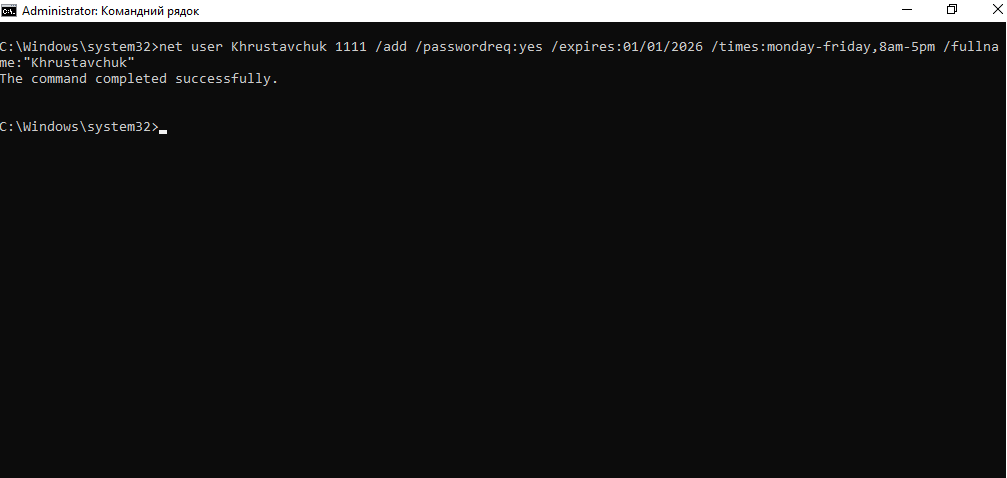 Administrator: Командний рядок
C:\Windows\system32>net user Khrustavchuk 1111 /add /passwordreq:yes /expires:01/01/2026 /times:monday-friday,8am-5pm /fullna
me:"Khrustavchuk"
The command completed successfully.
C:\Windows\system32>